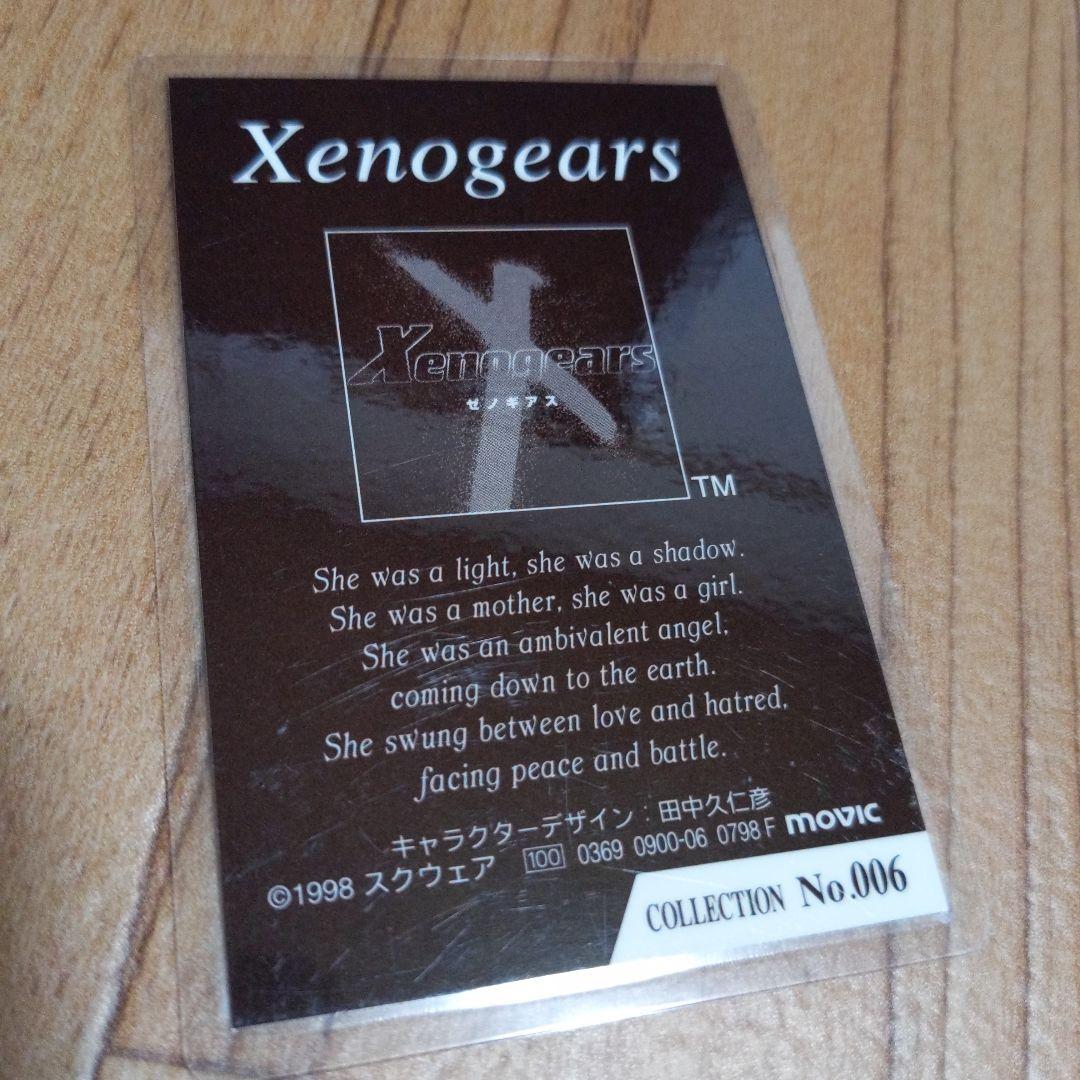 Xenogears
Xenogears
ゼノギアス
TM
She was a light, she was a shadow.
She was a mother, she was a girl.
She was an ambivalent angel,
coming down to the earth.
She swung between love and hatred,
facing peace and battle.
キャラクターデザイン：田中久仁彦
©1998 スクウェア 100 0369 0900-06 0798F movic
COLLECTION No.006